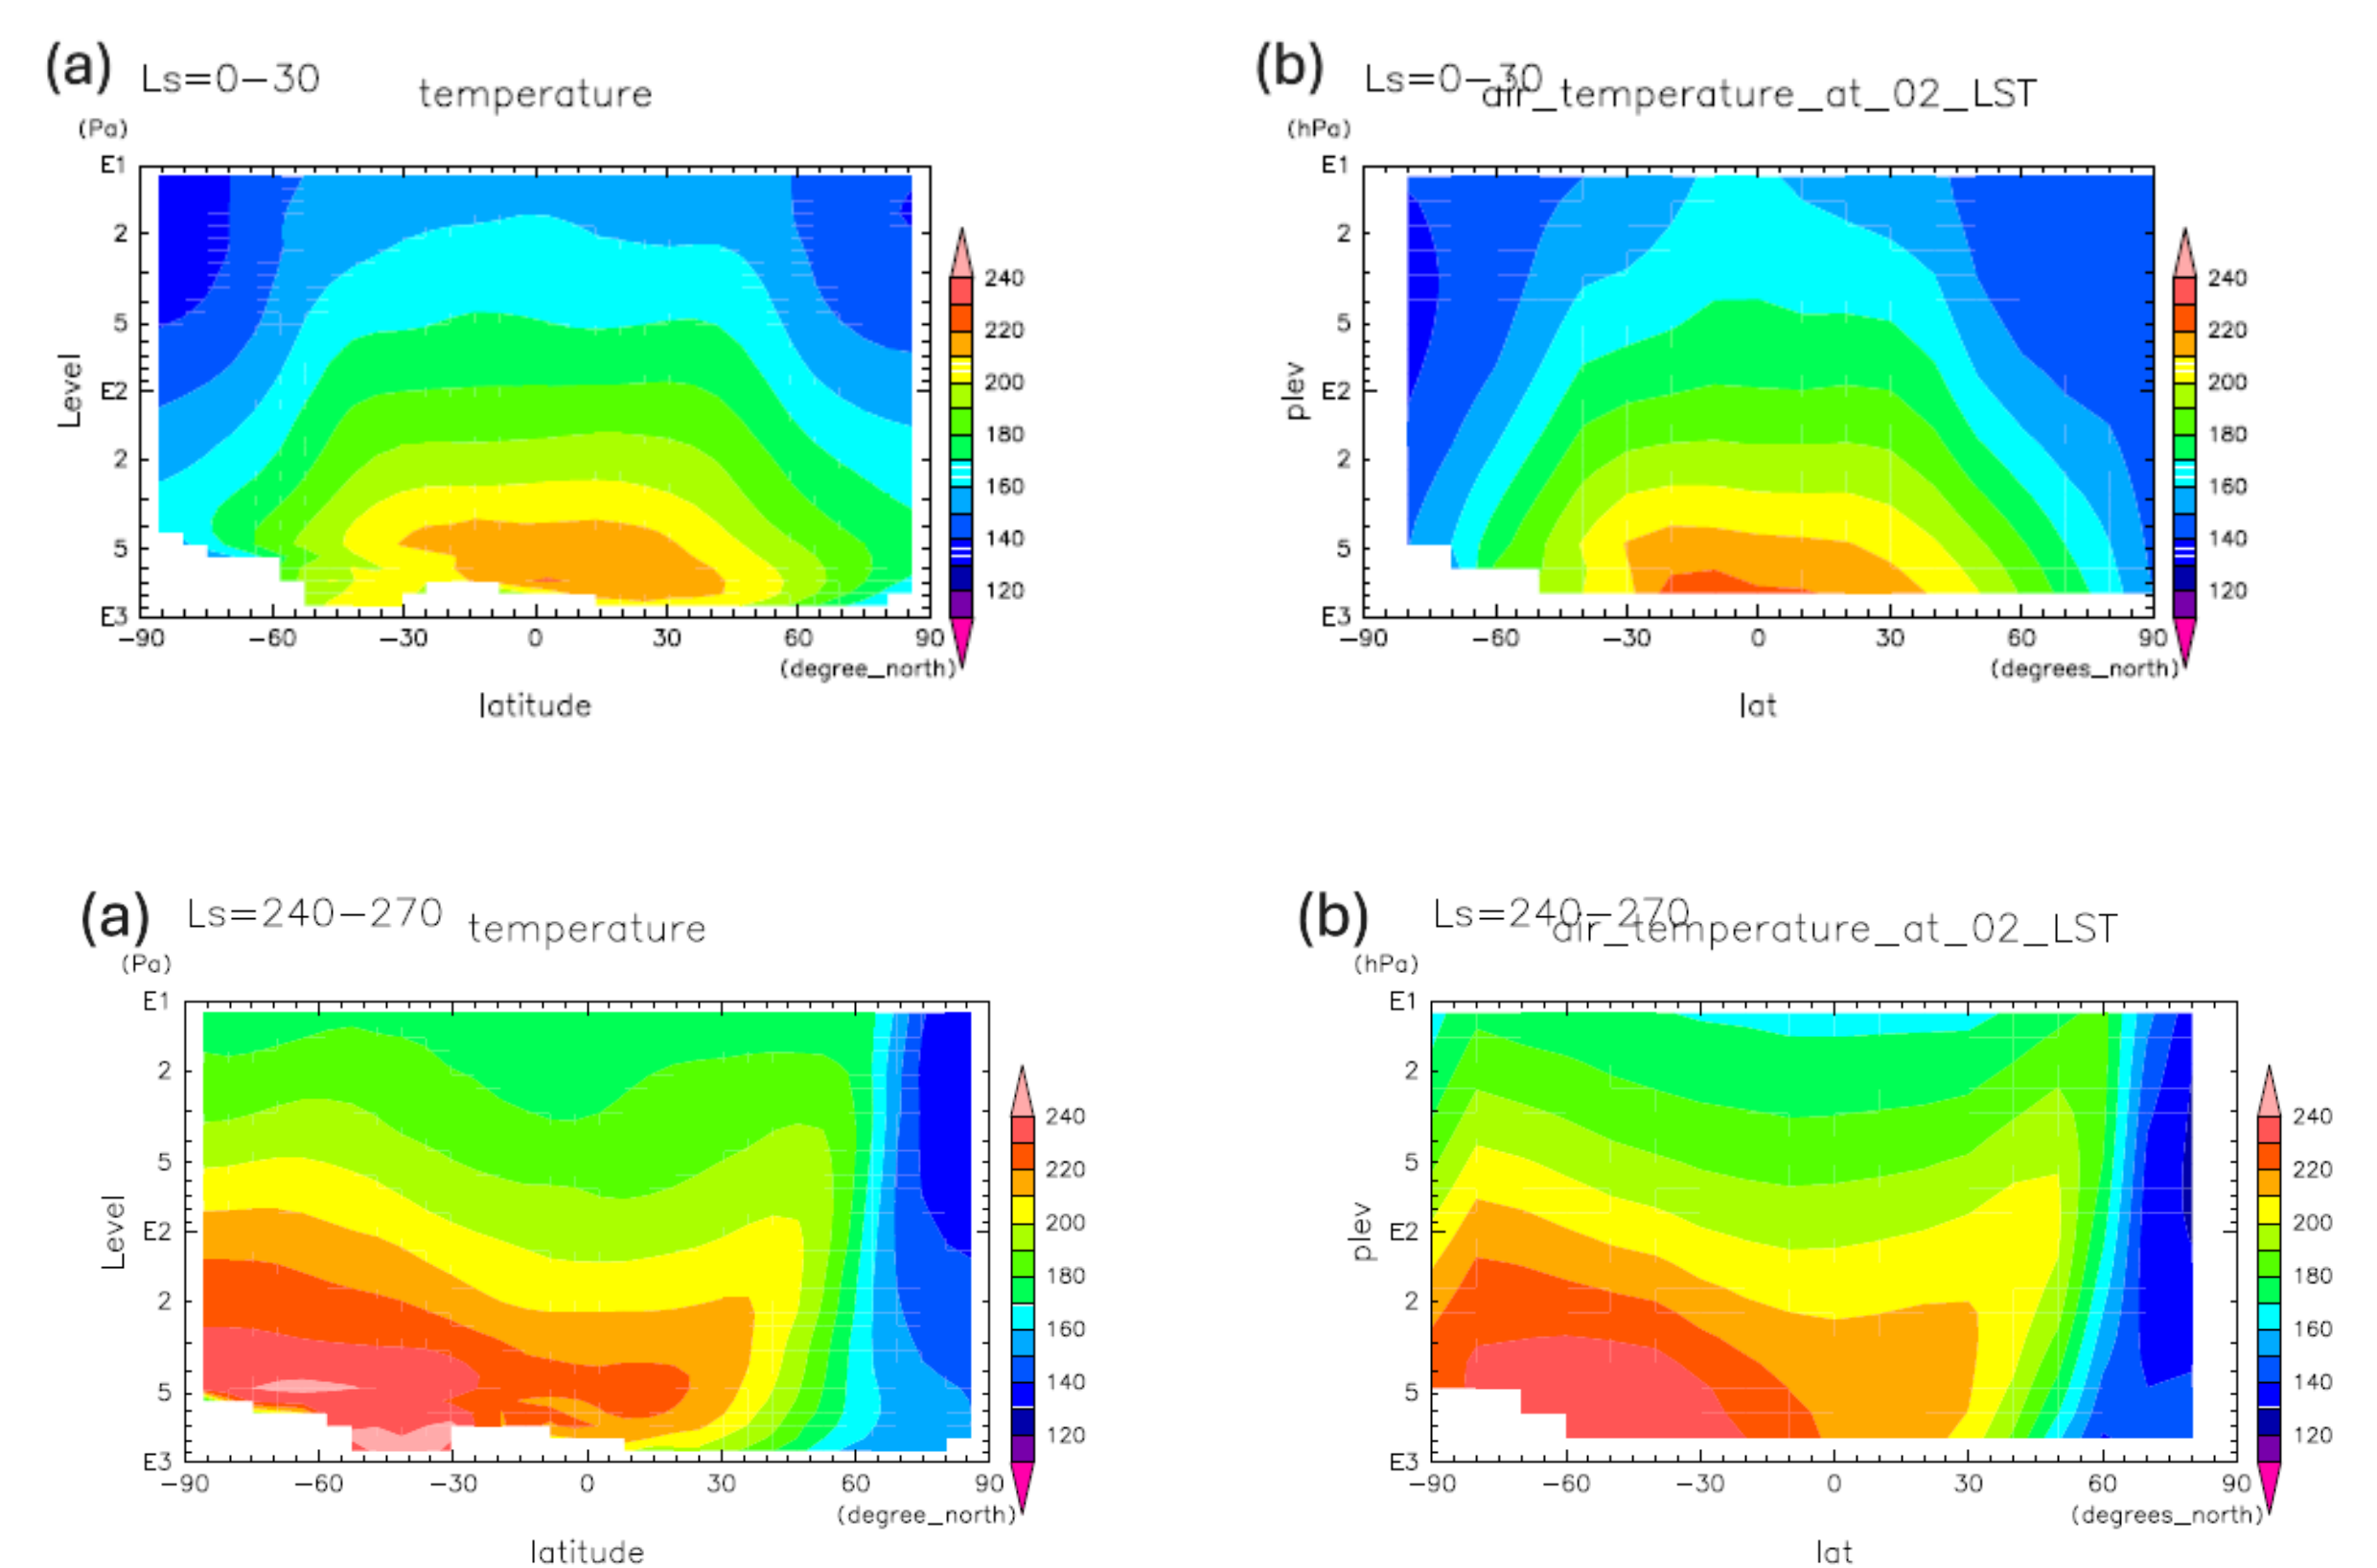 (a) Ls=0-30 temperature
(Pa)
E1
2
5
E2
2
5
E3
Level
-90 -60 -30 0 30 60 90
(degree_north)
latitude
240
220
200
180
160
140
120
(b) Ls=0-30 air_temperature_at_02_LST
(hPa)
E1
2
5
E2
2
5
E3
plev
-90 -60 -30 0 30 60 90
(degrees_north)
lat
240
220
200
180
160
140
120
(a) Ls=240-270 temperature
(Pa)
E1
2
5
E2
2
5
E3
Level
-90 -60 -30 0 30 60 90
(degree_north)
latitude
240
220
200
180
160
140
120
(b) Ls=240-270 air_temperature_at_02_LST
(hPa)
E1
2
5
E2
2
5
E3
plev
-90 -60 -30 0 30 60 90
(degrees_north)
lat
240
220
200
180
160
140
120